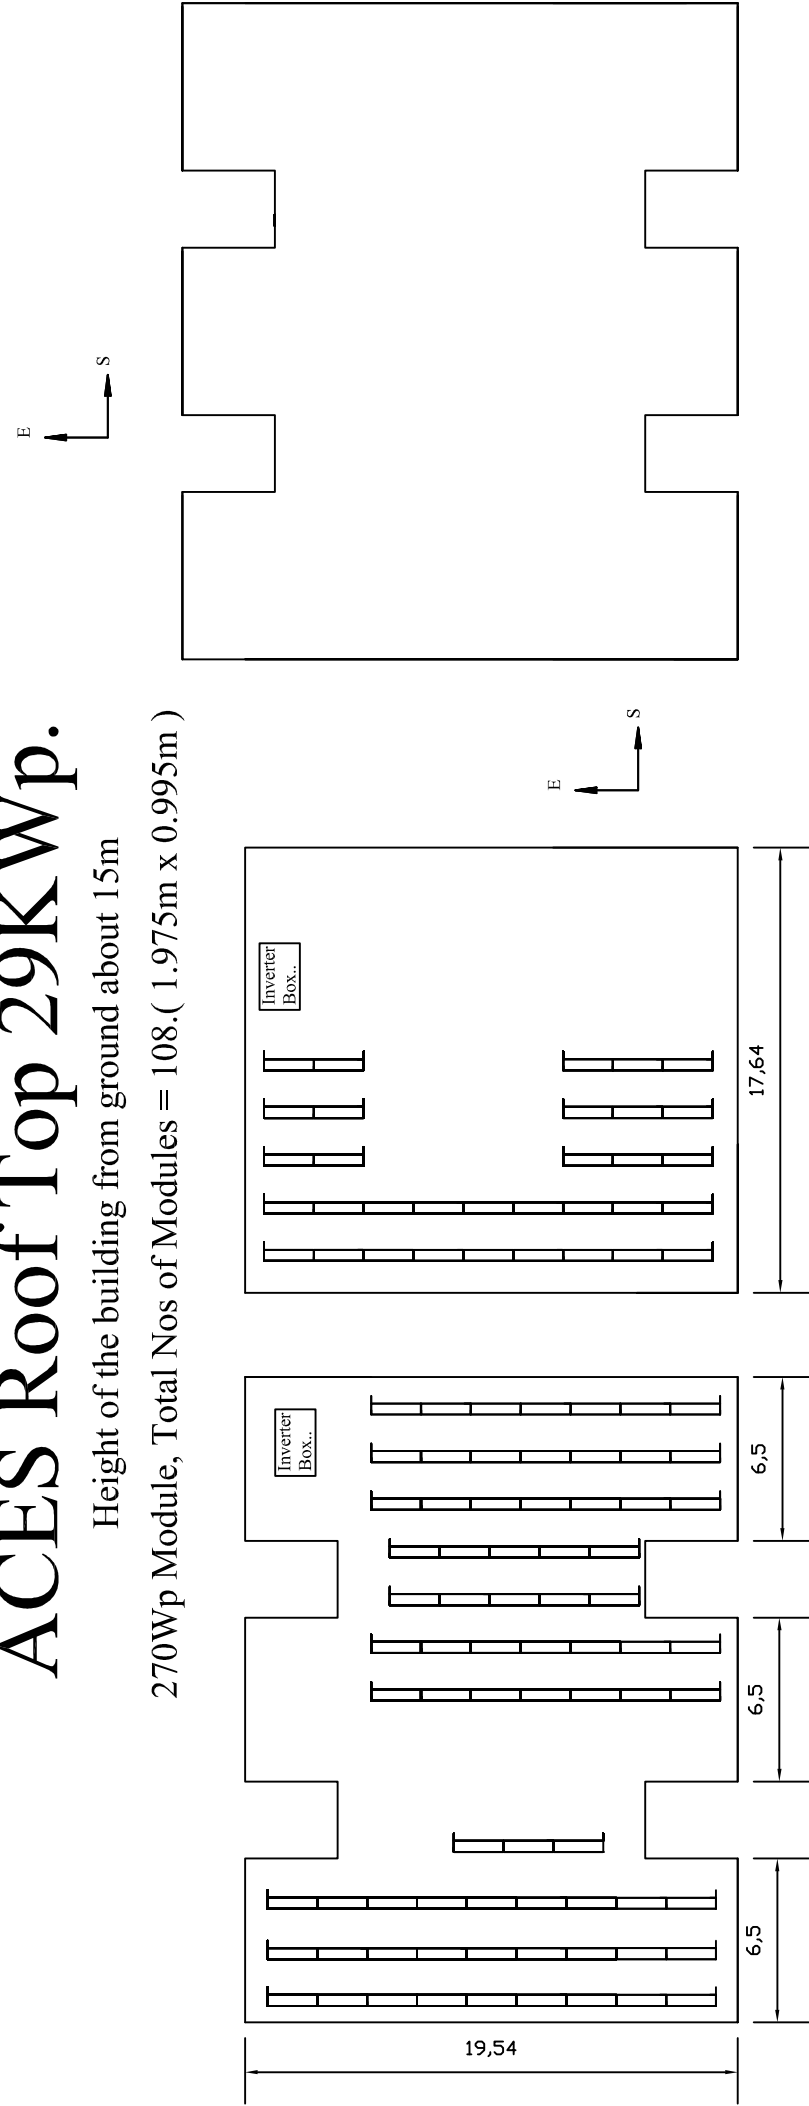 ACES Roof Top 29KWp.
Height of the building from ground about 15m
270Wp Module, Total Nos of Modules = 108.( 1.975m x 0.995m )
E
S
E
S
Inverter
Box..
17,64
Inverter
Box..
6,5
6,5
6,5
19,54